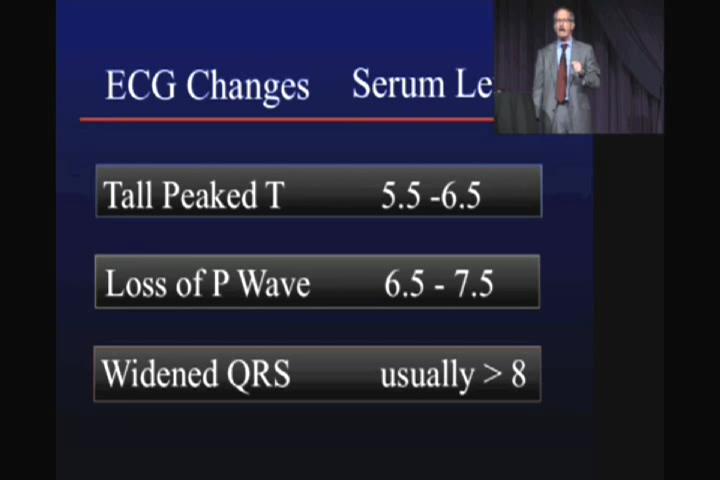 ECG Changes Serum Le
Tall Peaked T 5.5 -6.5
Loss of P Wave 6.5 - 7.5
Widened QRS usually > 8